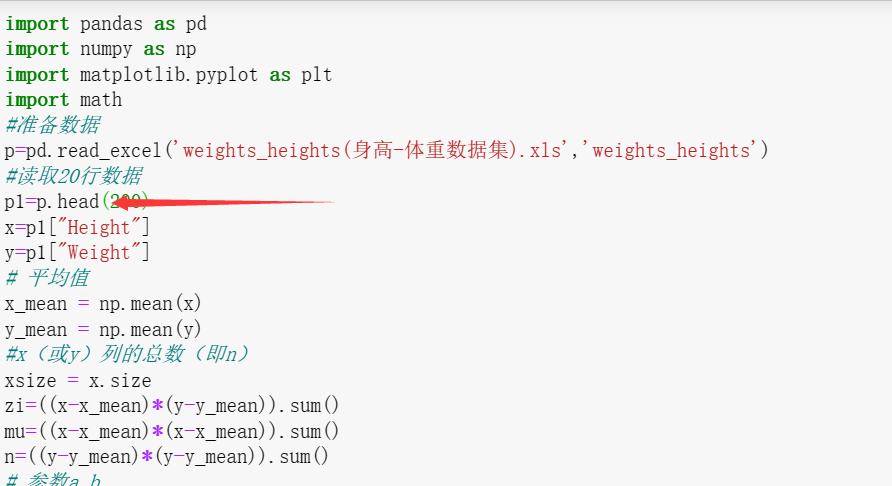 import pandas as pd
import numpy as np
import matplotlib.pyplot as plt
import math
#准备数据
p=pd.read_excel('weights_heights(身高-体重数据集).xls','weights_heights')
#读取20行数据
p1=p.head(200)
x=p1["Height"]
y=p1["Weight"]
# 平均值
x_mean = np.mean(x)
y_mean = np.mean(y)
#x（或y）列的总数（即n）
xsize = x.size
zi=((x-x_mean)*(y-y_mean)).sum()
mu=((x-x_mean)*(x-x_mean)).sum()
n=((y-y_mean)*(y-y_mean)).sum()
# 参数a b